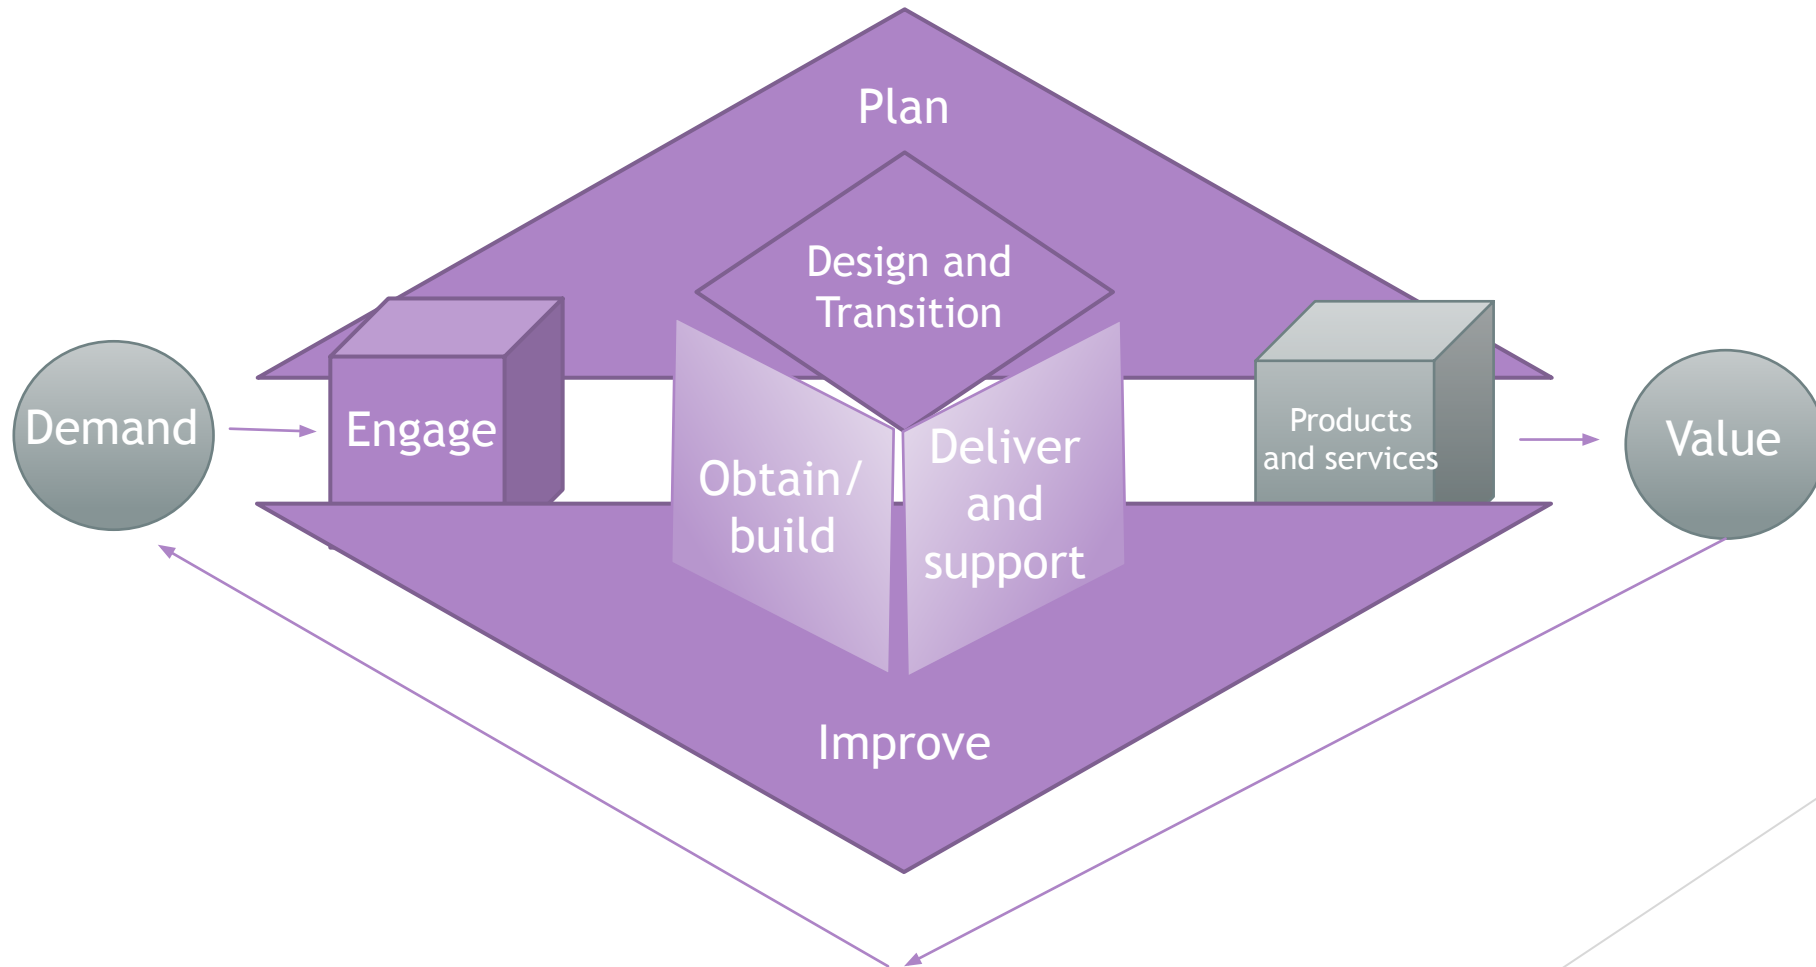 Plan
Design and
Transition
Demand
Engage
Obtain/
build
Deliver
and
support
Products
and services
Value
Improve